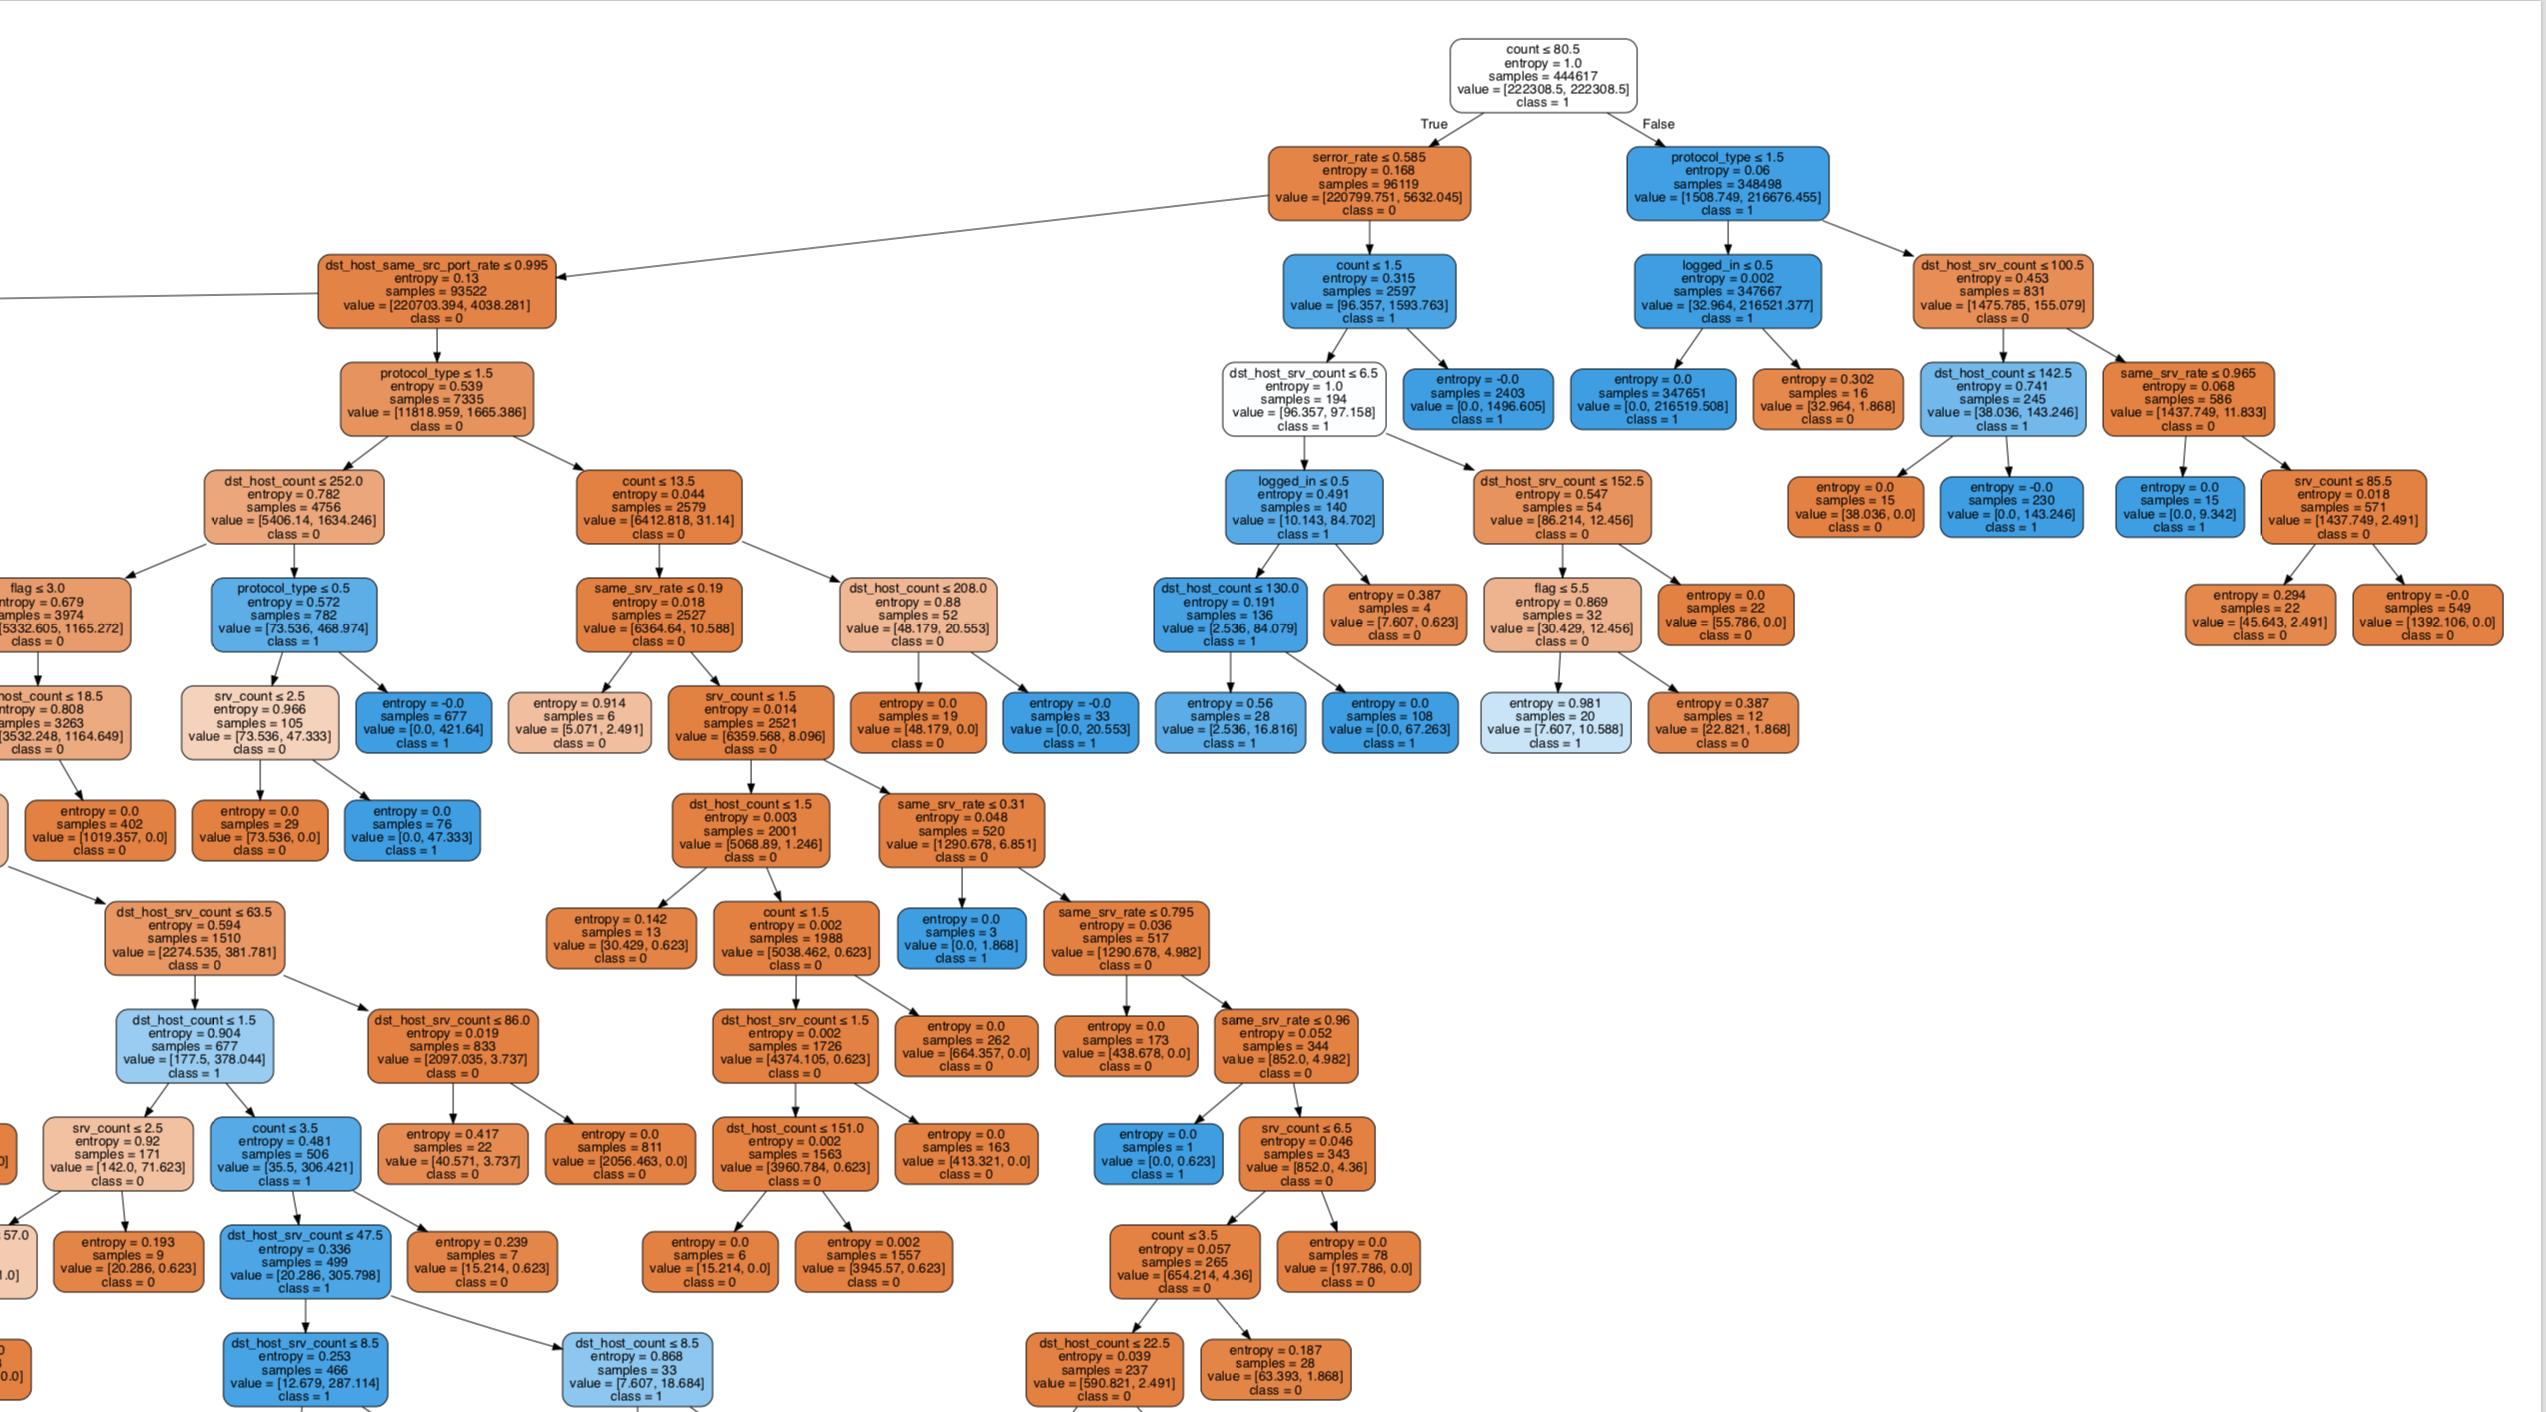 count ≤ 80.5
entropy = 1.0
samples = 444617
value = [222308.5, 222308.5]
class = 1
True
False
serror_rate ≤ 0.585
entropy = 0.168
samples = 96119
value = [220799.751, 5632.045]
class = 0
protocol_type ≤ 1.5
entropy = 0.06
samples = 348498
value = [1508.749, 216676.455]
class = 1
dst_host_same_src_port_rate ≤ 0.995
entropy = 0.13
samples = 93522
value = [220703.394, 4038.281]
class = 0
count ≤ 1.5
entropy = 0.315
samples = 2597
value = [96.357, 1593.763]
class = 1
logged_in ≤ 0.5
entropy = 0.002
samples = 347667
value = [32.964, 216521.377]
class = 1
dst_host_srv_count ≤ 100.5
entropy = 0.453
samples = 831
value = [1475.785, 155.079]
class = 0
protocol_type ≤ 1.5
entropy = 0.539
samples = 7335
value = [11818.959, 1665.386]
class = 0
dst_host_srv_count ≤ 6.5
entropy = 1.0
samples = 194
value = [96.357, 97.158]
class = 1
entropy = -0.0
samples = 2403
value = [0.0, 1496.605]
class = 1
entropy = 0.0
samples = 347651
value = [0.0, 216519.508]
class = 1
entropy = 0.302
samples = 16
value = [32.964, 1.868]
class = 0
dst_host_count ≤ 142.5
entropy = 0.741
samples = 245
value = [38.036, 143.246]
class = 1
same_srv_rate ≤ 0.965
entropy = 0.068
samples = 586
value = [1437.749, 11.833]
class = 0
dst_host_count ≤ 252.0
entropy = 0.782
samples = 4756
value = [5406.14, 1634.246]
class = 0
count ≤ 13.5
entropy = 0.044
samples = 2579
value = [6412.818, 31.14]
class = 0
logged_in ≤ 0.5
entropy = 0.491
samples = 140
value = [10.143, 84.702]
class = 1
dst_host_srv_count ≤ 152.5
entropy = 0.547
samples = 54
value = [86.214, 12.456]
class = 0
entropy = 0.0
samples = 15
value = [38.036, 0.0]
class = 0
entropy = -0.0
samples = 230
value = [0.0, 143.246]
class = 1
entropy = 0.0
samples = 15
value = [0.0, 9.342]
class = 1
srv_count ≤ 85.5
entropy = 0.018
samples = 571
value = [1437.749, 2.491]
class = 0
flag ≤ 3.0
ntropy = 0.679
amples = 3974
[5332.605, 1165.272]
class = 0
protocol_type ≤ 0.5
entropy = 0.572
samples = 782
value = [73.536, 468.974]
class = 1
same_srv_rate ≤ 0.19
entropy = 0.018
samples = 2527
value = [6364.64, 10.588]
class = 0
dst_host_count ≤ 208.0
entropy = 0.88
samples = 52
value = [48.179, 20.553]
class = 0
dst_host_count ≤ 130.0
entropy = 0.191
samples = 136
value = [2.536, 84.079]
class = 1
entropy = 0.387
samples = 4
value = [7.607, 0.623]
class = 0
flag ≤ 5.5
entropy = 0.869
samples = 32
value = [30.429, 12.456]
class = 0
entropy = 0.0
samples = 22
value = [55.786, 0.0]
class = 0
entropy = 0.294
samples = 22
value = [45.643, 2.491]
class = 0
entropy = -0.0
samples = 549
value = [1392.106, 0.0]
class = 0
host_count ≤ 18.5
ntropy = 0.808
amples = 3263
[3532.248, 1164.649]
class = 0
srv_count ≤ 2.5
entropy = 0.966
samples = 105
value = [73.536, 47.333]
class = 0
entropy = -0.0
samples = 677
value = [0.0, 421.64]
class = 1
entropy = 0.914
samples = 6
value = [5.071, 2.491]
class = 0
srv_count ≤ 1.5
entropy = 0.014
samples = 2521
value = [6359.568, 8.096]
class = 0
entropy = 0.0
samples = 19
value = [48.179, 0.0]
class = 0
entropy = -0.0
samples = 33
value = [0.0, 20.553]
class = 1
entropy = 0.56
samples = 28
value = [2.536, 16.816]
class = 1
entropy = 0.0
samples = 108
value = [0.0, 67.263]
class = 1
entropy = 0.981
samples = 20
value = [7.607, 10.588]
class = 1
entropy = 0.387
samples = 12
value = [22.821, 1.868]
class = 0
entropy = 0.0
samples = 402
value = [1019.357, 0.0]
class = 0
entropy = 0.0
samples = 29
value = [73.536, 0.0]
class = 0
entropy = 0.0
samples = 76
value = [0.0, 47.333]
class = 1
dst_host_count ≤ 1.5
entropy = 0.003
samples = 2001
value = [5068.89, 1.246]
class = 0
same_srv_rate ≤ 0.31
entropy = 0.048
samples = 520
value = [1290.678, 6.851]
class = 0
dst_host_srv_count ≤ 63.5
entropy = 0.594
samples = 1510
value = [2274.535, 381.781]
class = 0
entropy = 0.142
samples = 13
value = [30.429, 0.623]
class = 0
count ≤ 1.5
entropy = 0.002
samples = 1988
value = [5038.462, 0.623]
class = 0
entropy = 0.0
samples = 3
value = [0.0, 1.868]
class = 1
same_srv_rate ≤ 0.795
entropy = 0.036
samples = 517
value = [1290.678, 4.982]
class = 0
dst_host_count ≤ 1.5
entropy = 0.904
samples = 677
value = [177.5, 378.044]
class = 1
dst_host_srv_count ≤ 86.0
entropy = 0.019
samples = 833
value = [2097.035, 3.737]
class = 0
dst_host_srv_count ≤ 1.5
entropy = 0.002
samples = 1726
value = [4374.105, 0.623]
class = 0
entropy = 0.0
samples = 262
value = [664.357, 0.0]
class = 0
entropy = 0.0
samples = 173
value = [438.678, 0.0]
class = 0
same_srv_rate ≤ 0.96
entropy = 0.052
samples = 344
value = [852.0, 4.982]
class = 0
0]
srv_count ≤ 2.5
entropy = 0.92
samples = 171
value = [142.0, 71.623]
class = 0
count ≤ 3.5
entropy = 0.481
samples = 506
value = [35.5, 306.421]
class = 1
entropy = 0.417
samples = 22
value = [40.571, 3.737]
class = 0
entropy = 0.0
samples = 811
value = [2056.463, 0.0]
class = 0
dst_host_count ≤ 151.0
entropy = 0.002
samples = 1563
value = [3960.784, 0.623]
class = 0
entropy = 0.0
samples = 163
value = [413.321, 0.0]
class = 0
entropy = 0.0
samples = 1
value = [0.0, 0.623]
class = 1
srv_count ≤ 6.5
entropy = 0.046
samples = 343
value = [852.0, 4.36]
class = 0
57.0
1.0]
entropy = 0.193
samples = 9
value = [20.286, 0.623]
class = 0
dst_host_srv_count ≤ 47.5
entropy = 0.336
samples = 499
value = [20.286, 305.798]
class = 1
entropy = 0.239
samples = 7
value = [15.214, 0.623]
class = 0
entropy = 0.0
samples = 6
value = [15.214, 0.0]
class = 0
entropy = 0.002
samples = 1557
value = [3945.57, 0.623]
class = 0
count ≤ 3.5
entropy = 0.057
samples = 265
value = [654.214, 4.36]
class = 0
entropy = 0.0
samples = 78
value = [197.786, 0.0]
class = 0
0.0]
dst_host_srv_count ≤ 8.5
entropy = 0.253
samples = 466
value = [12.679, 287.114]
class = 1
dst_host_count ≤ 8.5
entropy = 0.868
samples = 33
value = [7.607, 18.684]
class = 1
dst_host_count ≤ 22.5
entropy = 0.039
samples = 237
value = [590.821, 2.491]
class = 0
entropy = 0.187
samples = 28
value = [63.393, 1.868]
class = 0